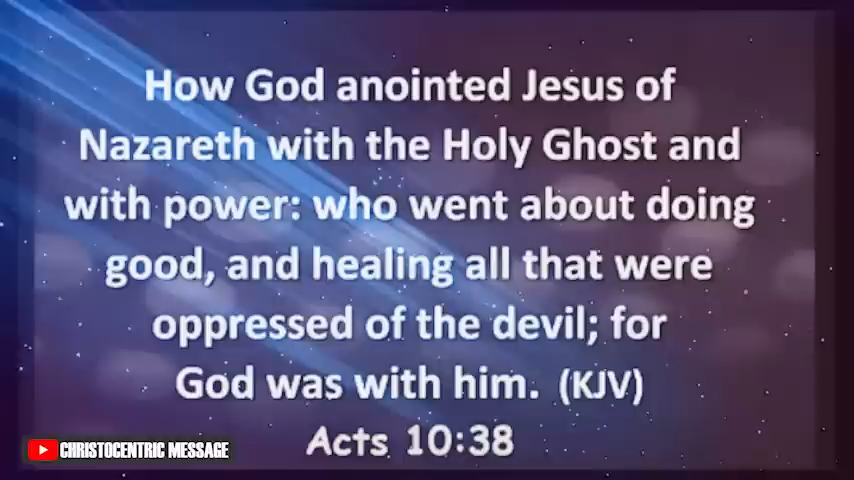 How God anointed Jesus of
Nazareth with the Holy Ghost and
with power: who went about doing
good, and healing all that were
oppressed of the devil; for
God was with him. (KJV)
Acts 10:38
CHRISTOCENTRIC MESSAGE